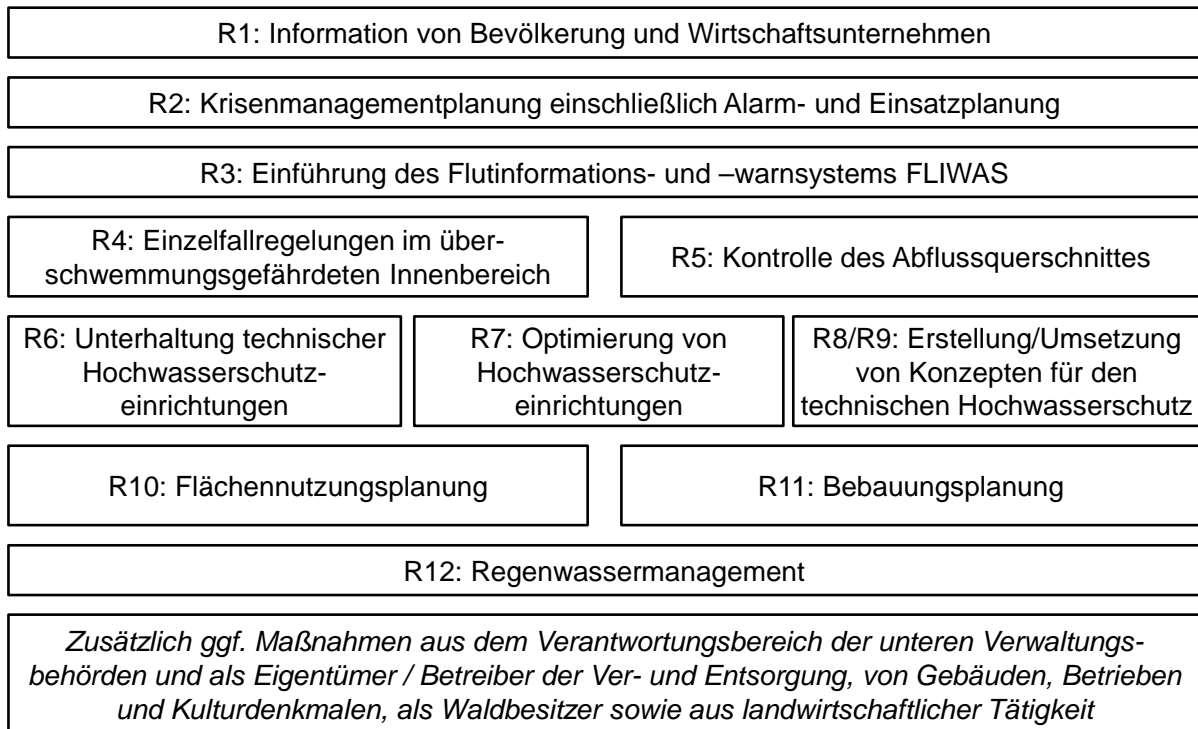 R1: Information von Bevölkerung und Wirtschaftsunternehmen
R2: Krisenmanagementplanung einschließlich Alarm- und Einsatzplanung
R3: Einführung des Flutinformations- und –warnsystems FLIWAS
R4: Einzelfallregelungen im über-
schwemmungsgefährdeten Innenbereich
R5: Kontrolle des Abflussquerschnittes
R6: Unterhaltung technischer
Hochwasserschutz-
einrichtungen
R7: Optimierung von
Hochwasserschutz-
einrichtungen
R8/R9: Erstellung/Umsetzung
von Konzepten für den
technischen Hochwasserschutz
R10: Flächennutzungsplanung
R11: Bebauungsplanung
R12: Regenwassermanagement
Zusätzlich ggf. Maßnahmen aus dem Verantwortungsbereich der unteren Verwaltungs-
behörden und als Eigentümer / Betreiber der Ver- und Entsorgung, von Gebäuden, Betrieben
und Kulturdenkmalen, als Waldbesitzer sowie aus landwirtschaftlicher Tätigkeit